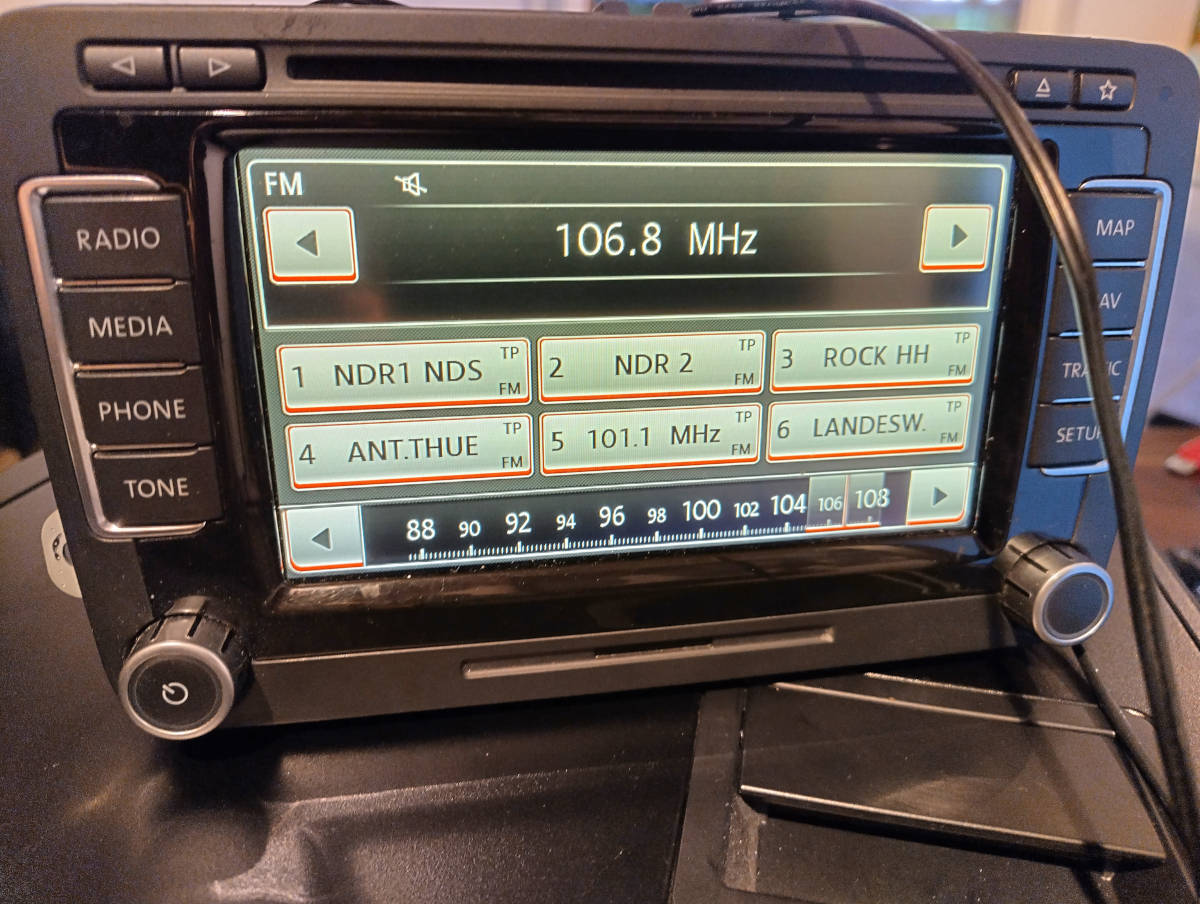 FM
106.8 MHz
RADIO
MEDIA
PHONE
TONE
1 NDR1 NDS TP FM
2 NDR 2 TP FM
3 ROCK HH TP FM
4 ANT.THUE TP FM
5 101.1 MHz TP FM
6 LANDESW. TP FM
88 90 92 94 96 98 100 102 104 106 108
MAP
AV